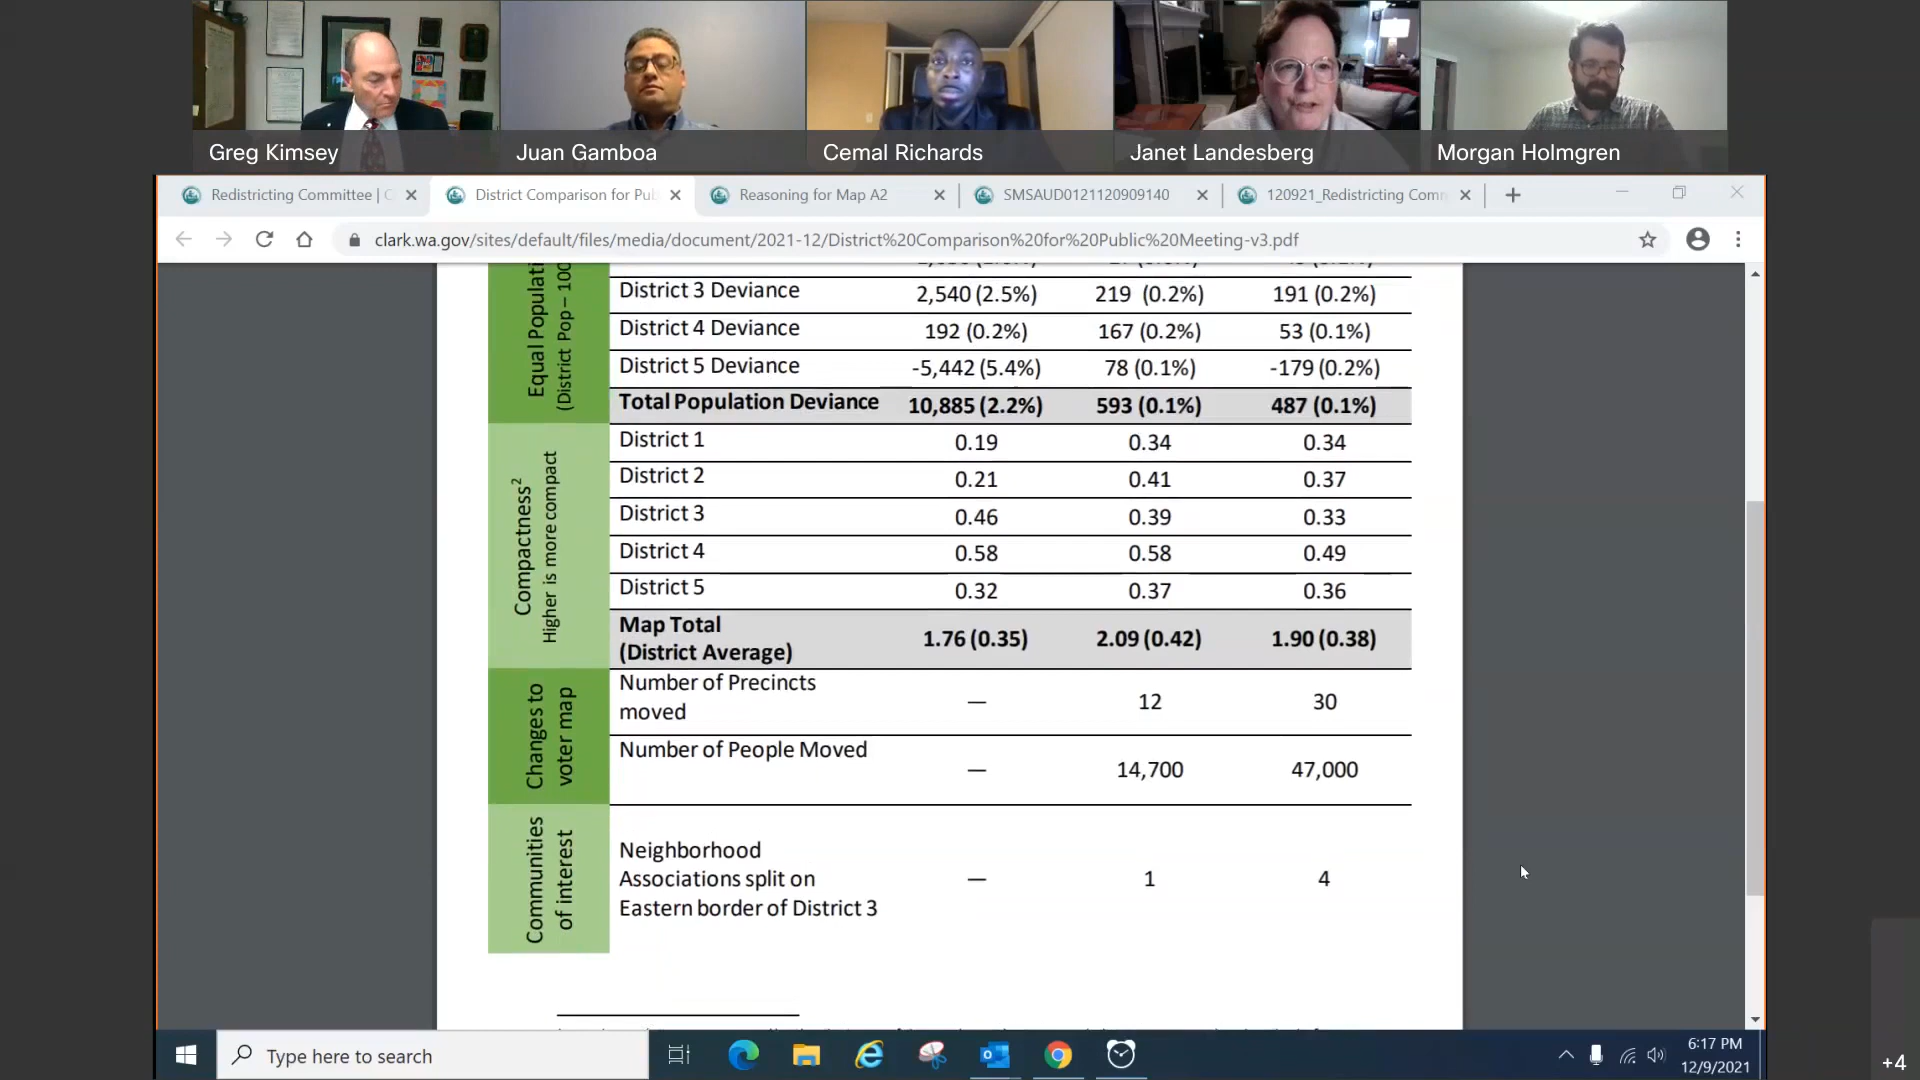 Greg Kimsey
Juan Gamboa
Cemal Richards
Janet Landesberg
Morgan Holmgren
Redistricting Committee | C
District Comparison for Pub
Reasoning for Map A2
SMSAUD0121120909140
120921_Redistricting Comm
clark.wa.gov/sites/default/files/media/document/2021-12/District%20Comparison%20for%20Public%20Meeting-v3.pdf
Equal Populati
(District Pop – 100
District 3 Deviance 2,540 (2.5%) 219 (0.2%) 191 (0.2%)
District 4 Deviance 192 (0.2%) 167 (0.2%) 53 (0.1%)
District 5 Deviance -5,442 (5.4%) 78 (0.1%) -179 (0.2%)
Total Population Deviance 10,885 (2.2%) 593 (0.1%) 487 (0.1%)
Compactness²
Higher is more compact
District 1 0.19 0.34 0.34
District 2 0.21 0.41 0.37
District 3 0.46 0.39 0.33
District 4 0.58 0.58 0.49
District 5 0.32 0.37 0.36
Map Total
(District Average) 1.76 (0.35) 2.09 (0.42) 1.90 (0.38)
Changes to
voter map
Number of Precincts
moved — 12 30
Number of People Moved
— 14,700 47,000
Communities
of interest
Neighborhood
Associations split on — 1 4
Eastern border of District 3
Type here to search
6:17 PM
12/9/2021
+4